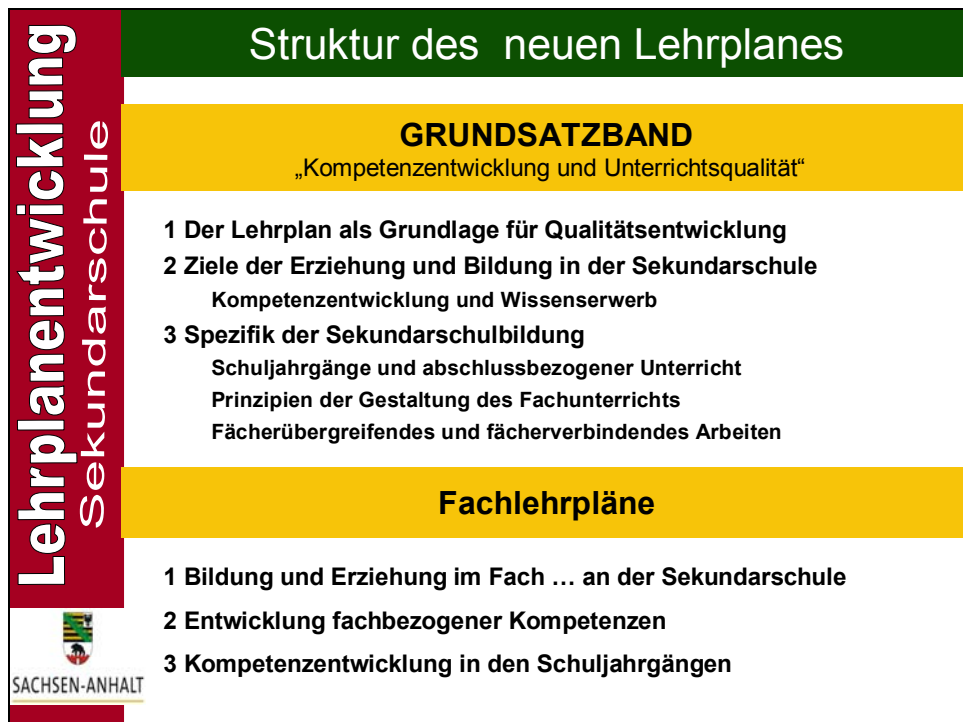 Lehrplanentwicklung
Sekundarschule
Struktur des  neuen Lehrplanes
GRUNDSATZBAND
„Kompetenzentwicklung und Unterrichtsqualität“
1 Der Lehrplan als Grundlage für Qualitätsentwicklung
2 Ziele der Erziehung und Bildung in der Sekundarschule
Kompetenzentwicklung und Wissenserwerb
3 Spezifik der Sekundarschulbildung
Schuljahrgänge und abschlussbezogener Unterricht
Prinzipien der Gestaltung des Fachunterrichts
Fächerübergreifendes und fächerverbindendes Arbeiten
Fachlehrpläne
1 Bildung und Erziehung im Fach … an der Sekundarschule
2 Entwicklung fachbezogener Kompetenzen
3 Kompetenzentwicklung in den Schuljahrgängen
SACHSEN-ANHALT